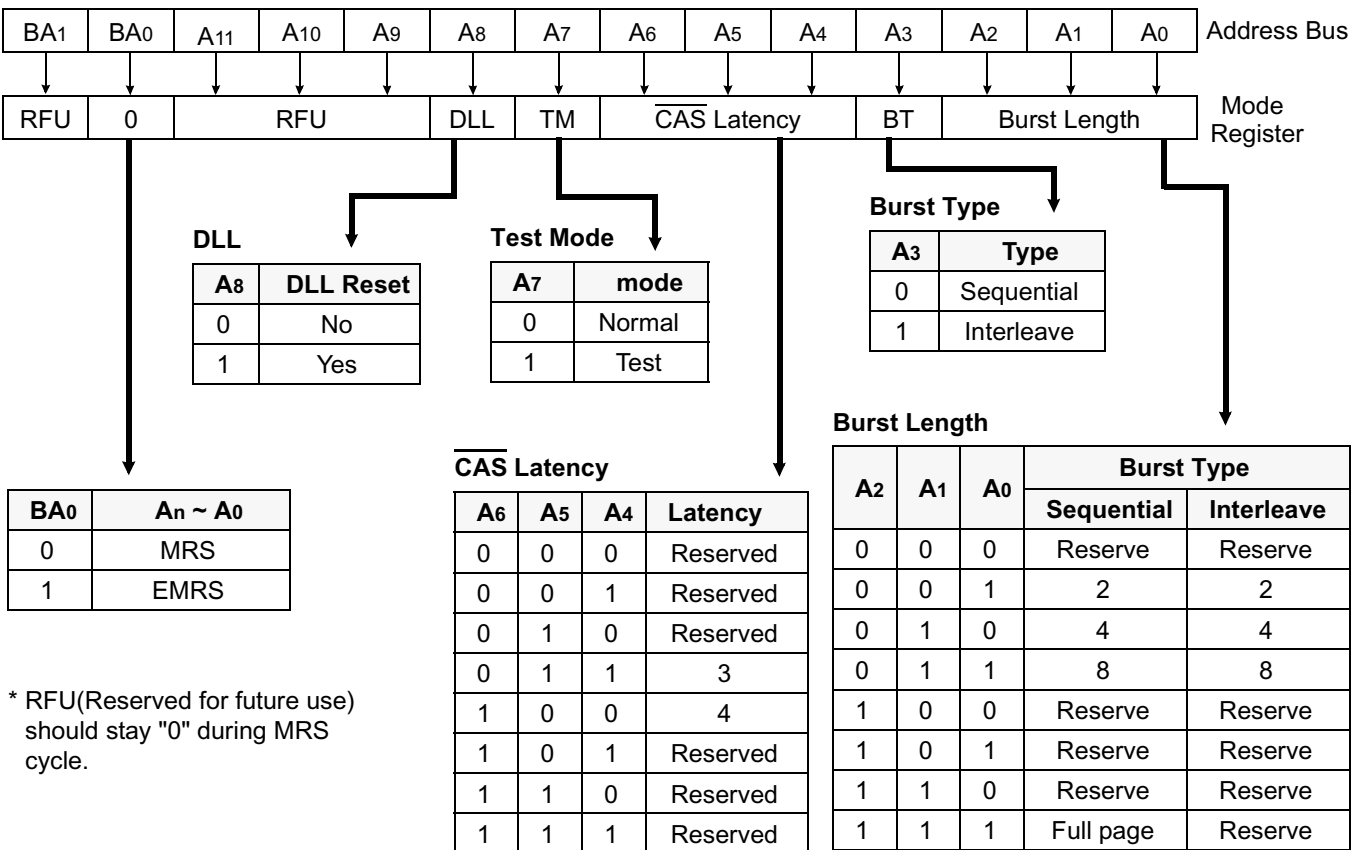 BA1 BA0 A11 A10 A9 A8 A7 A6 A5 A4 A3 A2 A1 A0 Address Bus
RFU 0 RFU DLL TM CAS Latency BT Burst Length Mode Register
DLL
A8 DLL Reset
0 No
1 Yes
Test Mode
A7 mode
0 Normal
1 Test
Burst Type
A3 Type
0 Sequential
1 Interleave
BA0 An ~ A0
0 MRS
1 EMRS
* RFU(Reserved for future use)
should stay "0" during MRS
cycle.
CAS Latency
A6 A5 A4 Latency
0 0 0 Reserved
0 0 1 Reserved
0 1 0 Reserved
0 1 1 3
1 0 0 4
1 0 1 Reserved
1 1 0 Reserved
1 1 1 Reserved
Burst Length
A2 A1 A0 Burst Type
Sequential Interleave
0 0 0 Reserve Reserve
0 0 1 2 2
0 1 0 4 4
0 1 1 8 8
1 0 0 Reserve Reserve
1 0 1 Reserve Reserve
1 1 0 Reserve Reserve
1 1 1 Full page Reserve